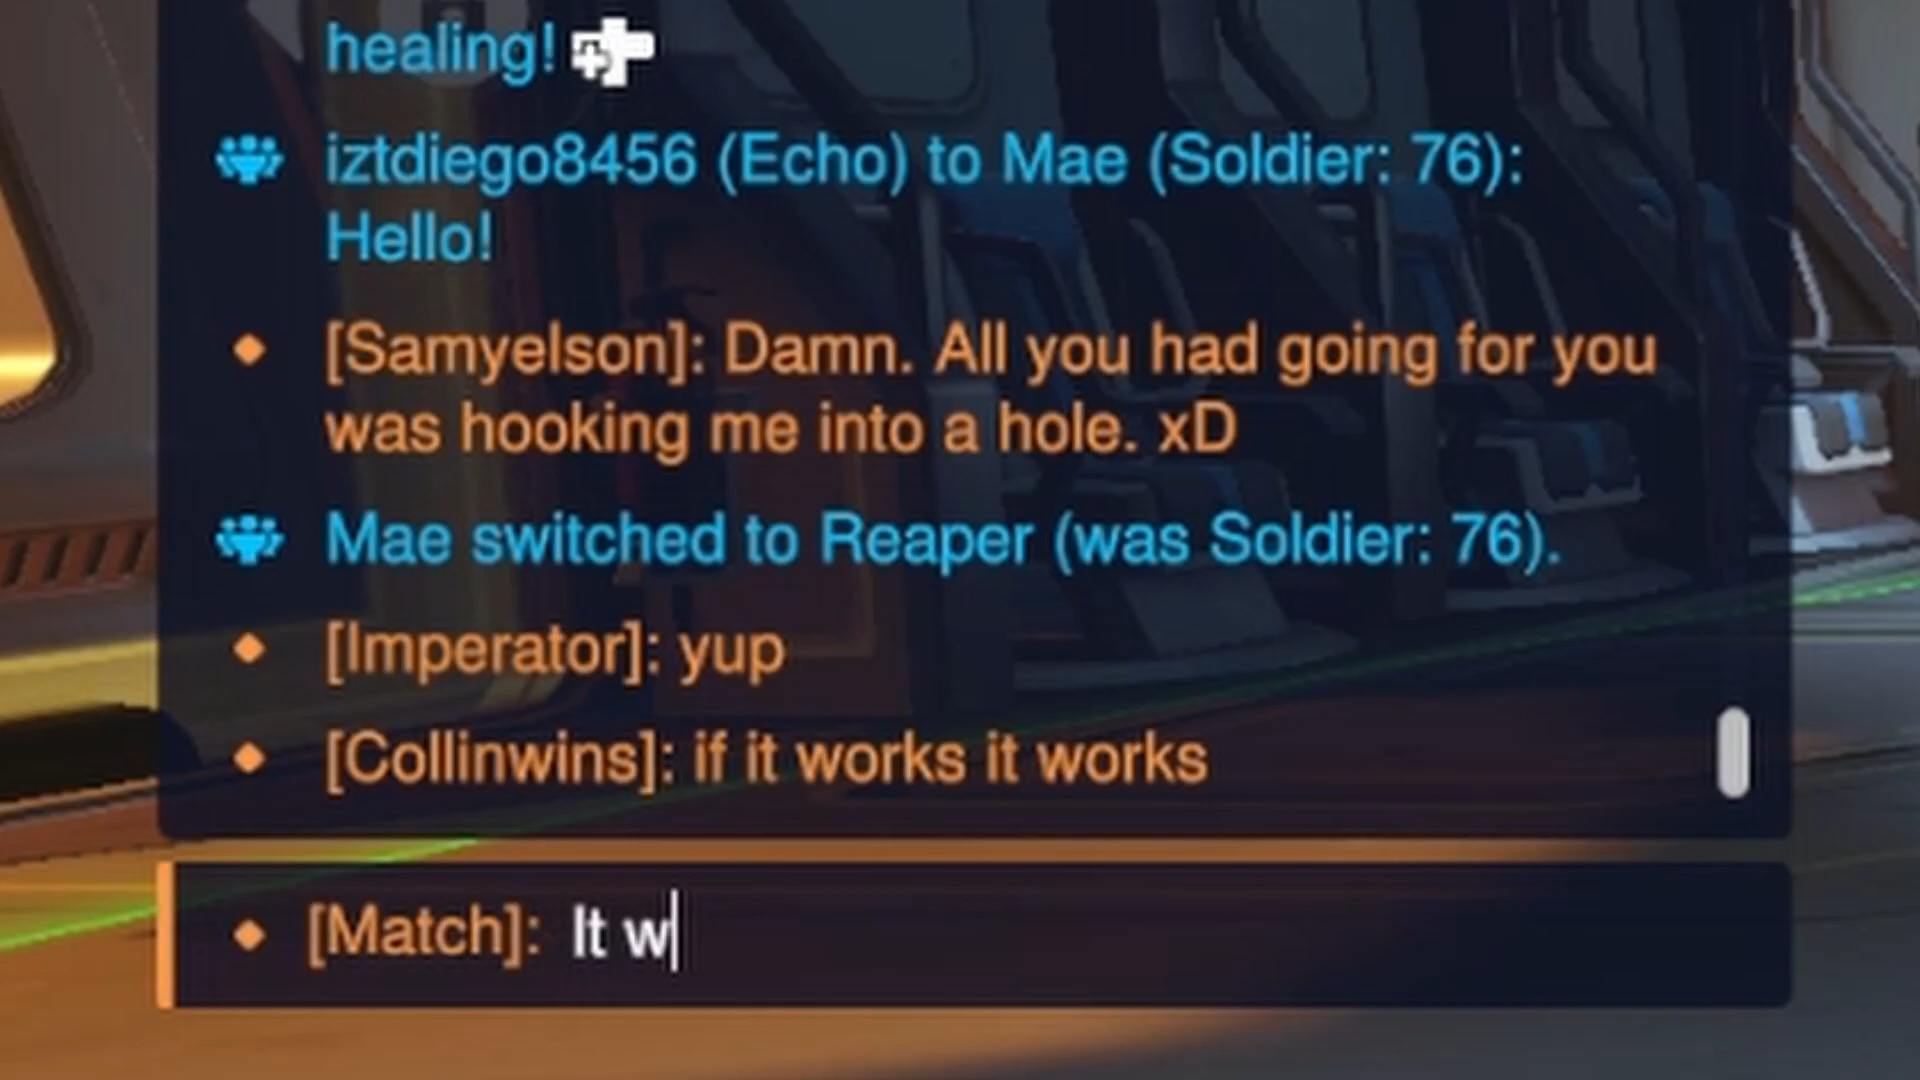 healing!
iztdiego8456 (Echo) to Mae (Soldier: 76):
Hello!
[Samyelson]: Damn. All you had going for you
was hooking me into a hole. xD
Mae switched to Reaper (was Soldier: 76).
[Imperator]: yup
[Collinwins]: if it works it works
[Match]: It w